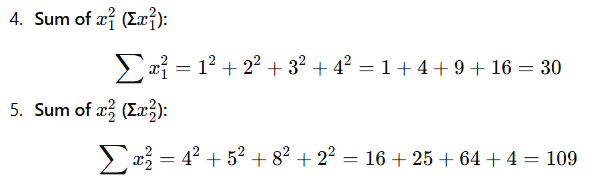 4. Sum of x₁² (Σx₁²):
∑ x₁² = 1² + 2² + 3² + 4² = 1 + 4 + 9 + 16 = 30
5. Sum of x₂² (Σx₂²):
∑ x₂² = 4² + 5² + 8² + 2² = 16 + 25 + 64 + 4 = 109